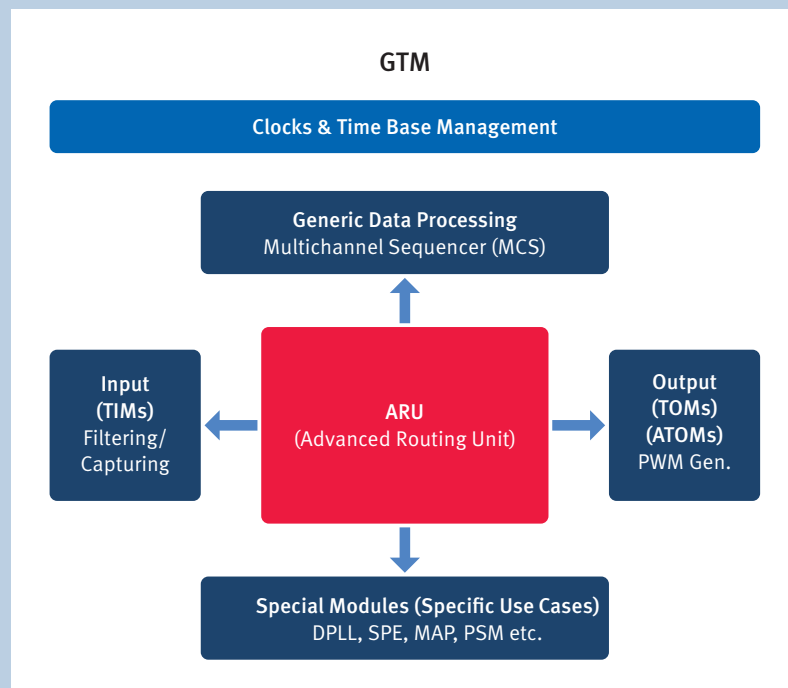 GTM
Clocks & Time Base Management
Generic Data Processing
Multichannel Sequencer (MCS)
Input
(TIMs)
Filtering/
Capturing
ARU
(Advanced Routing Unit)
Output
(TOMs)
(ATOMs)
PWM Gen.
Special Modules (Specific Use Cases)
DPLL, SPE, MAP, PSM etc.